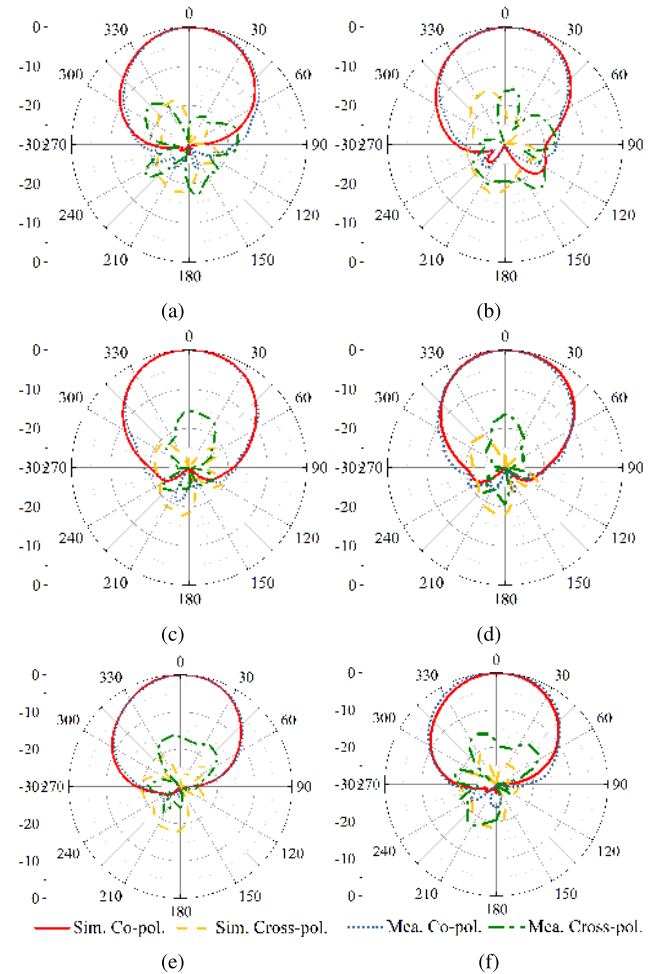 0 0
0 - 330 30 0 - 330 30
-10 - 300 60 -10 - 300 60
-20 - -20 -
-30 270 90 -30 270 90
-20 - 240 120 -20 - 240 120
-10 - 210 150 -10 - 210 150
0 - 180 0 - 180
(a) (b)
0 0
0 - 330 30 0 - 330 30
-10 - 300 60 -10 - 300 60
-20 - -20 -
-30 270 90 -30 270 90
-20 - 240 120 -20 - 240 120
-10 - 210 150 -10 - 210 150
0 - 180 0 - 180
(c) (d)
0 0
0 - 330 30 0 - 330 30
-10 - 300 60 -10 - 300 60
-20 - -20 -
-30 270 90 -30 270 90
-20 - 240 120 -20 - 240 120
-10 - 210 150 -10 - 210 150
0 - 180 0 - 180
Sim. Co-pol. Sim. Cross-pol. Mea. Co-pol. Mea. Cross-pol.
(e) (f)